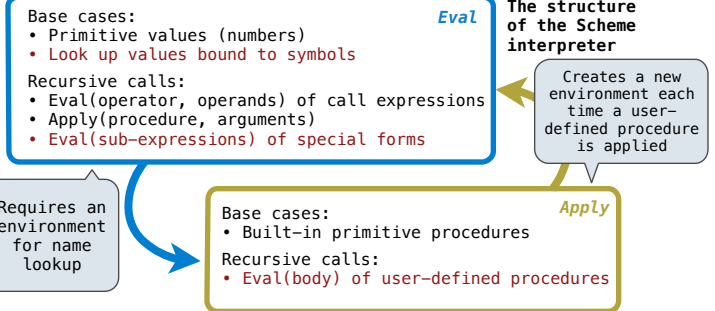 Base cases:
Eval
• Primitive values (numbers)
• Look up values bound to symbols
Recursive calls:
• Eval(operator, operands) of call expressions
• Apply(procedure, arguments)
• Eval(sub-expressions) of special forms
The structure
of the Scheme
interpreter
Creates a new
environment each
time a user-
defined procedure
is applied
Requires an
environment
for name
lookup
Base cases:
Apply
• Built-in primitive procedures
Recursive calls:
• Eval(body) of user-defined procedures